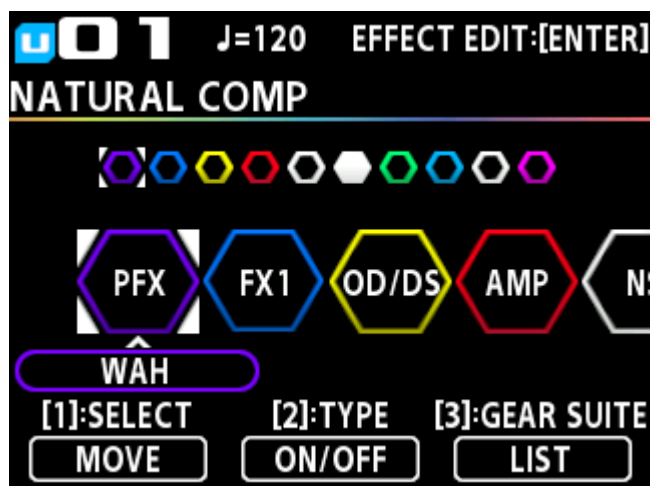 U01 ♩=120 EFFECT EDIT:[ENTER]
NATURAL COMP
PFX FX1 OD/DS AMP
WAH
[1]:SELECT [2]:TYPE [3]:GEAR SUITE
MOVE ON/OFF LIST